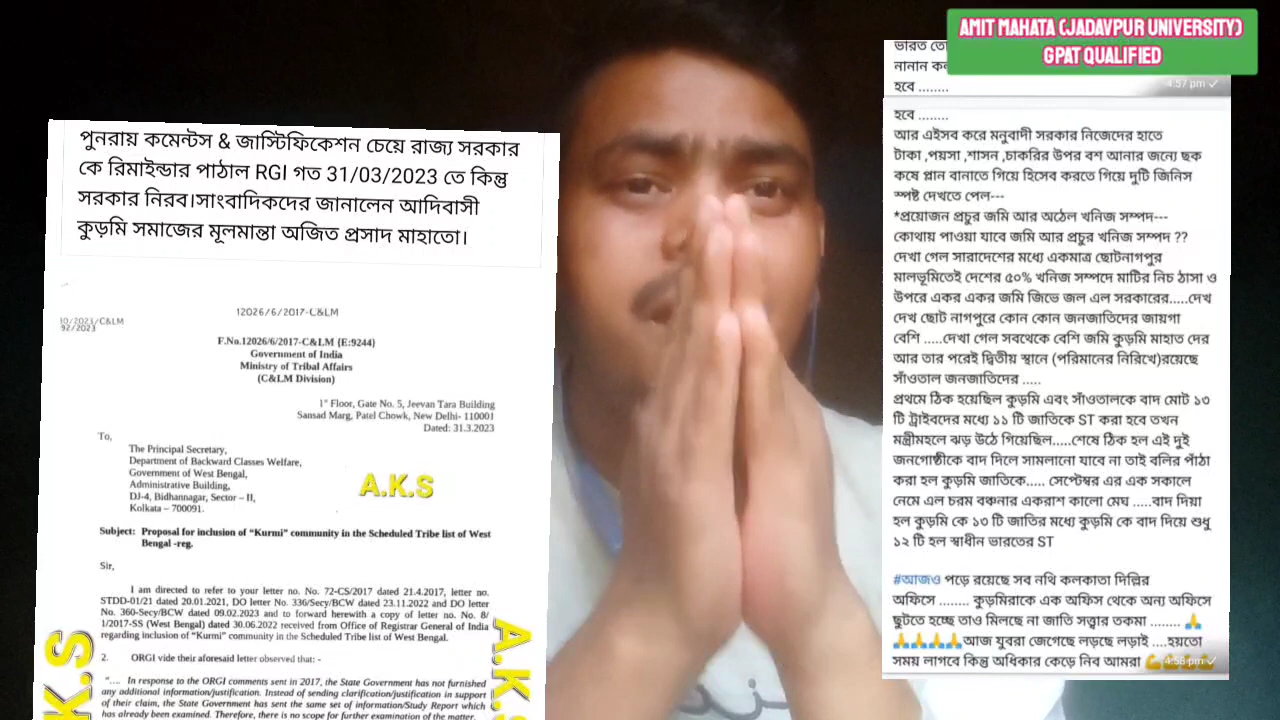 AMIT MAHATA (JADAVPUR UNIVERSITY)
GPAT QUALIFIED
পুনরায় কমেন্টস & জাস্টিফিকেশন চেয়ে রাজ্য সরকার
কে রিমাইন্ডার পাঠাল RGI গত 31/03/2023 তে কিন্তু
সরকার নিরব।সাংবাদিকদের জানালেন আদিবাসী
কুড়মি সমাজের মূলমান্তা অজিত প্রসাদ মাহাতো।
12026/6/2017-C&LM
10/2023/C&LM
92/2023
F.No.12026/6/2017-C&LM (E:9244)
Government of India
Ministry of Tribal Affairs
(C&LM Division)
1st Floor, Gate No. 5, Jeevan Tara Building
Sansad Marg, Patel Chowk, New Delhi- 110001
Dated: 31.3.2023
To,
The Principal Secretary,
Department of Backward Classes Welfare,
Government of West Bengal,
Administrative Building,
DJ-4, Bidhannagar, Sector – II,
Kolkata – 700091.
A.K.S
Subject: Proposal for inclusion of "Kurmi" community in the Scheduled Tribe list of West
Bengal -reg.
Sir,
I am directed to refer to your letter no. No. 72-CS/2017 dated 21.4.2017, letter no.
STDD-01/21 dated 20.01.2021, DO letter No. 336/Secy/BCW dated 23.11.2022 and DO letter
No. 360-Secy/BCW dated 09.02.2023 and to forward herewith a copy of letter no. No. 8/
1/2017-SS (West Bengal) dated 30.06.2022 received from Office of Registrar General of India
regarding inclusion of "Kurmi" community in the Scheduled Tribe list of West Bengal.
2. ORGI vide their aforesaid letter observed that: -
".... In response to the ORGI comments sent in 2017, the State Government has not furnished
any additional information/justification. Instead of sending clarification/justification in support
of their claim, the State Government has sent the same set of information/Study Report which
has already been examined. Therefore, there is no scope for further examination of the matter.
K.S
A.K.S
ভারত তো
নানান কল
হবে ........
4:57 pm ✓
হবে ........
আর এইসব করে মনুবাদী সরকার নিজেদের হাতে
টাকা ,পয়সা ,শাসন ,চাকরির উপর বশ আনার জন্যে ছক
কষে প্লান বানাতে গিয়ে হিসেব করতে গিয়ে দুটি জিনিস
স্পষ্ট দেখতে পেল---
*প্রয়োজন প্রচুর জমি আর অঠেল খনিজ সম্পদ---
কোথায় পাওয়া যাবে জমি আর প্রচুর খনিজ সম্পদ ??
দেখা গেল সারাদেশের মধ্যে একমাত্র ছোটনাগপুর
মালভূমিতেই দেশের ৫০% খনিজ সম্পদে মাটির নিচ ঠাসা ও
উপরে একর একর জমি জিভে জল এল সরকারের.....দেখ
দেখ ছোট নাগপুরে কোন কোন জনজাতিদের জায়গা
বেশি .....দেখা গেল সবথেকে বেশি জমি কুড়মি মাহাত দের
আর তার পরেই দ্বিতীয় স্থানে (পরিমানের নিরিখে)রয়েছে
সাঁওতাল জনজাতিদের .....
প্রথমে ঠিক হয়েছিল কুড়মি এবং সাঁওতালকে বাদ মোট ১৩
টি ট্রাইবদের মধ্যে ১১ টি জাতিকে ST করা হবে তখন
মন্ত্রীমহলে ঝড় উঠে গিয়েছিল.....শেষে ঠিক হল এই দুই
জনগোষ্ঠীকে বাদ দিলে সামলানো যাবে না তাই বলির পাঁঠা
করা হল কুড়মি জাতিকে..... সেপ্টেম্বর এর এক সকালে
নেমে এল চরম বঞ্চনার একরাশ কালো মেঘ .....বাদ দিয়া
হল কুড়মি কে ১৩ টি জাতির মধ্যে কুড়মি কে বাদ দিয়ে শুধু
১২ টি হল স্বাধীন ভারতের ST
#আজও পড়ে রয়েছে সব নথি কলকাতা দিল্লির
অফিসে ........ কুড়মিরাকে এক অফিস থেকে অন্য অফিসে
ছুটতে হচ্ছে তাও মিলছে না জাতি সত্ত্বার তকমা ........ 🙏
🙏🙏🙏🙏আজ যুবরা জেগেছে লড়ছে লড়াই ....হয়তো
সময় লাগবে কিন্তু অধিকার কেড়ে নিব আমরা 💪💪💪💪
4:58 pm ✓